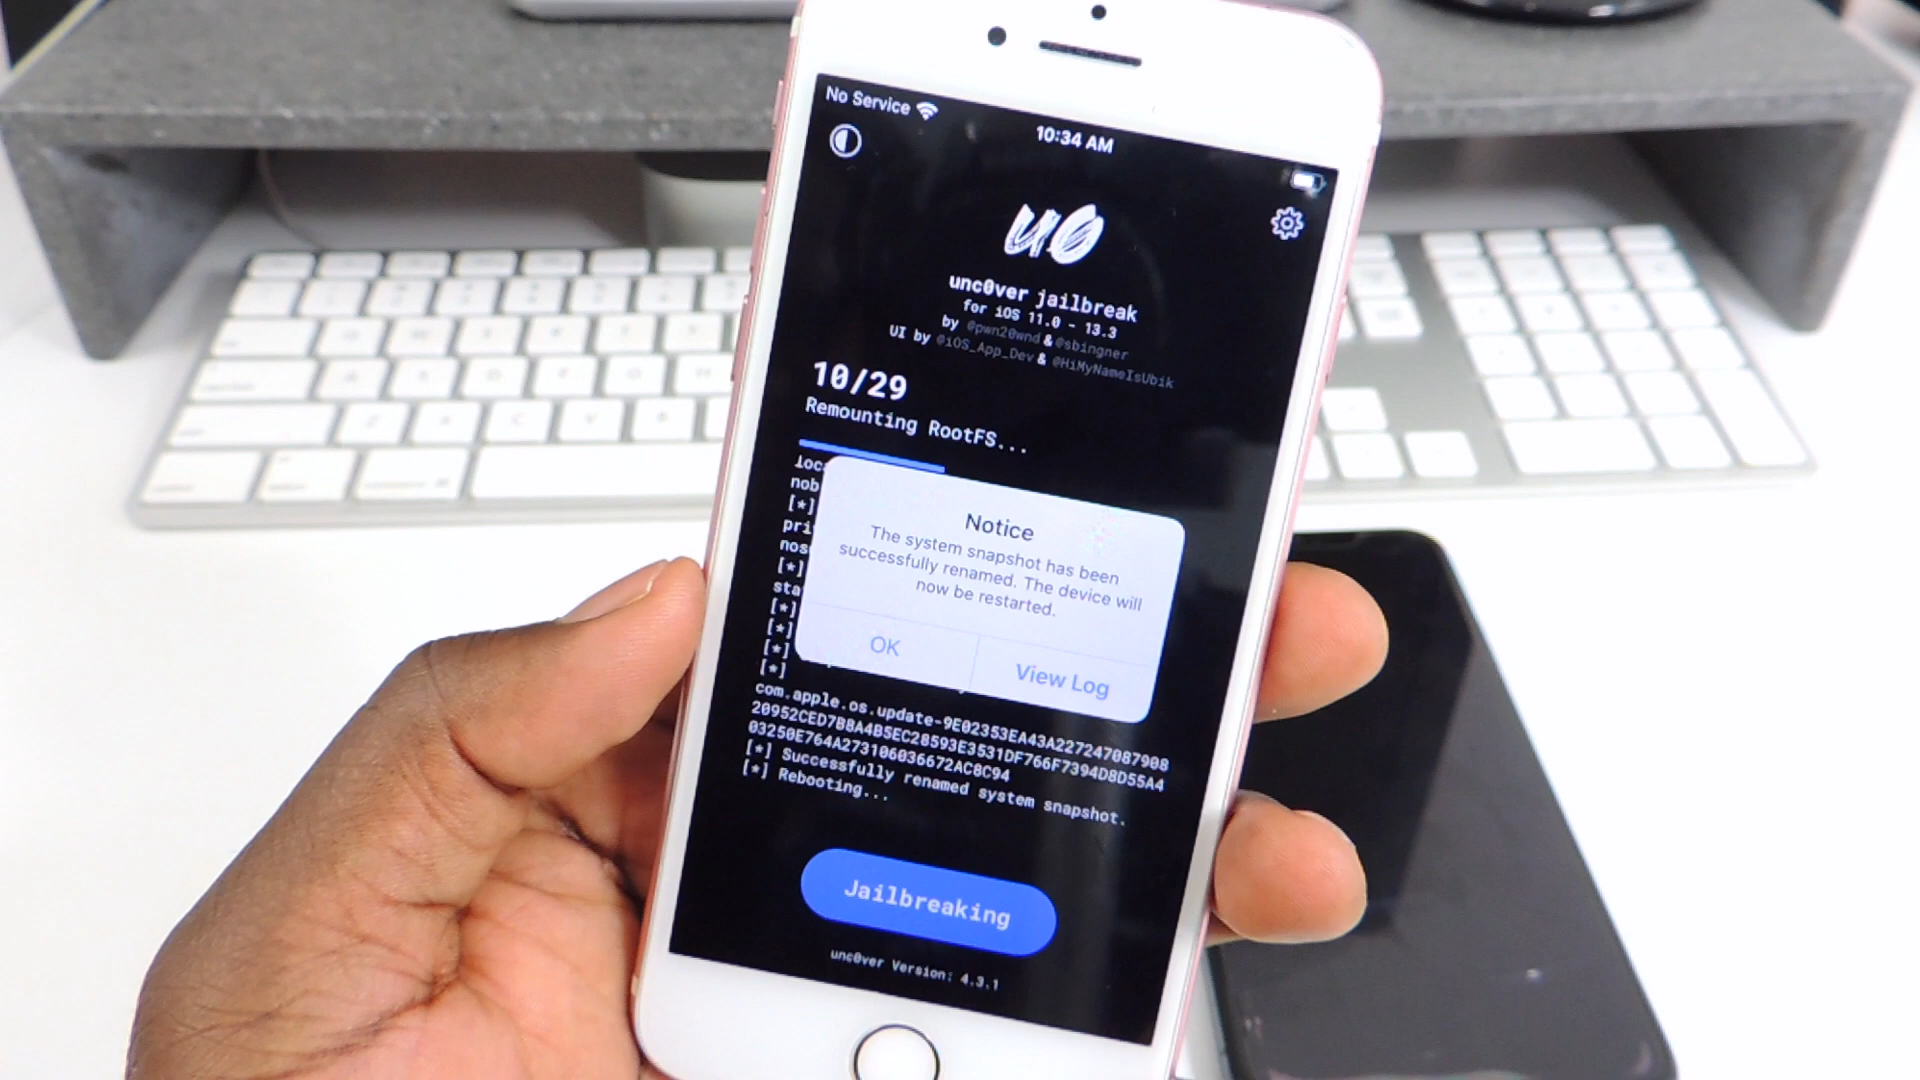 No Service
10:34 AM
u0
unc0ver jailbreak
for iOS 11.0 - 13.3
by @pwn20wnd & @sbingner
UI by @iOS_App_Dev & @HiMyNameIsUbik
10/29
Remounting RootFS...
[*]
[*]
[*]
[*]
[*]
[*]
Notice
The system snapshot has been
successfully renamed. The device will
now be restarted.
OK
View Log
com.apple.os.update-9E02353EA43A227247087908
20952CED7B8A4B5EC28593E3531DF766F7394D8D55A4
03250E764A273106036672AC8C94
[*] Successfully renamed system snapshot.
[*] Rebooting...
Jailbreaking
unc0ver Version: 4.3.1